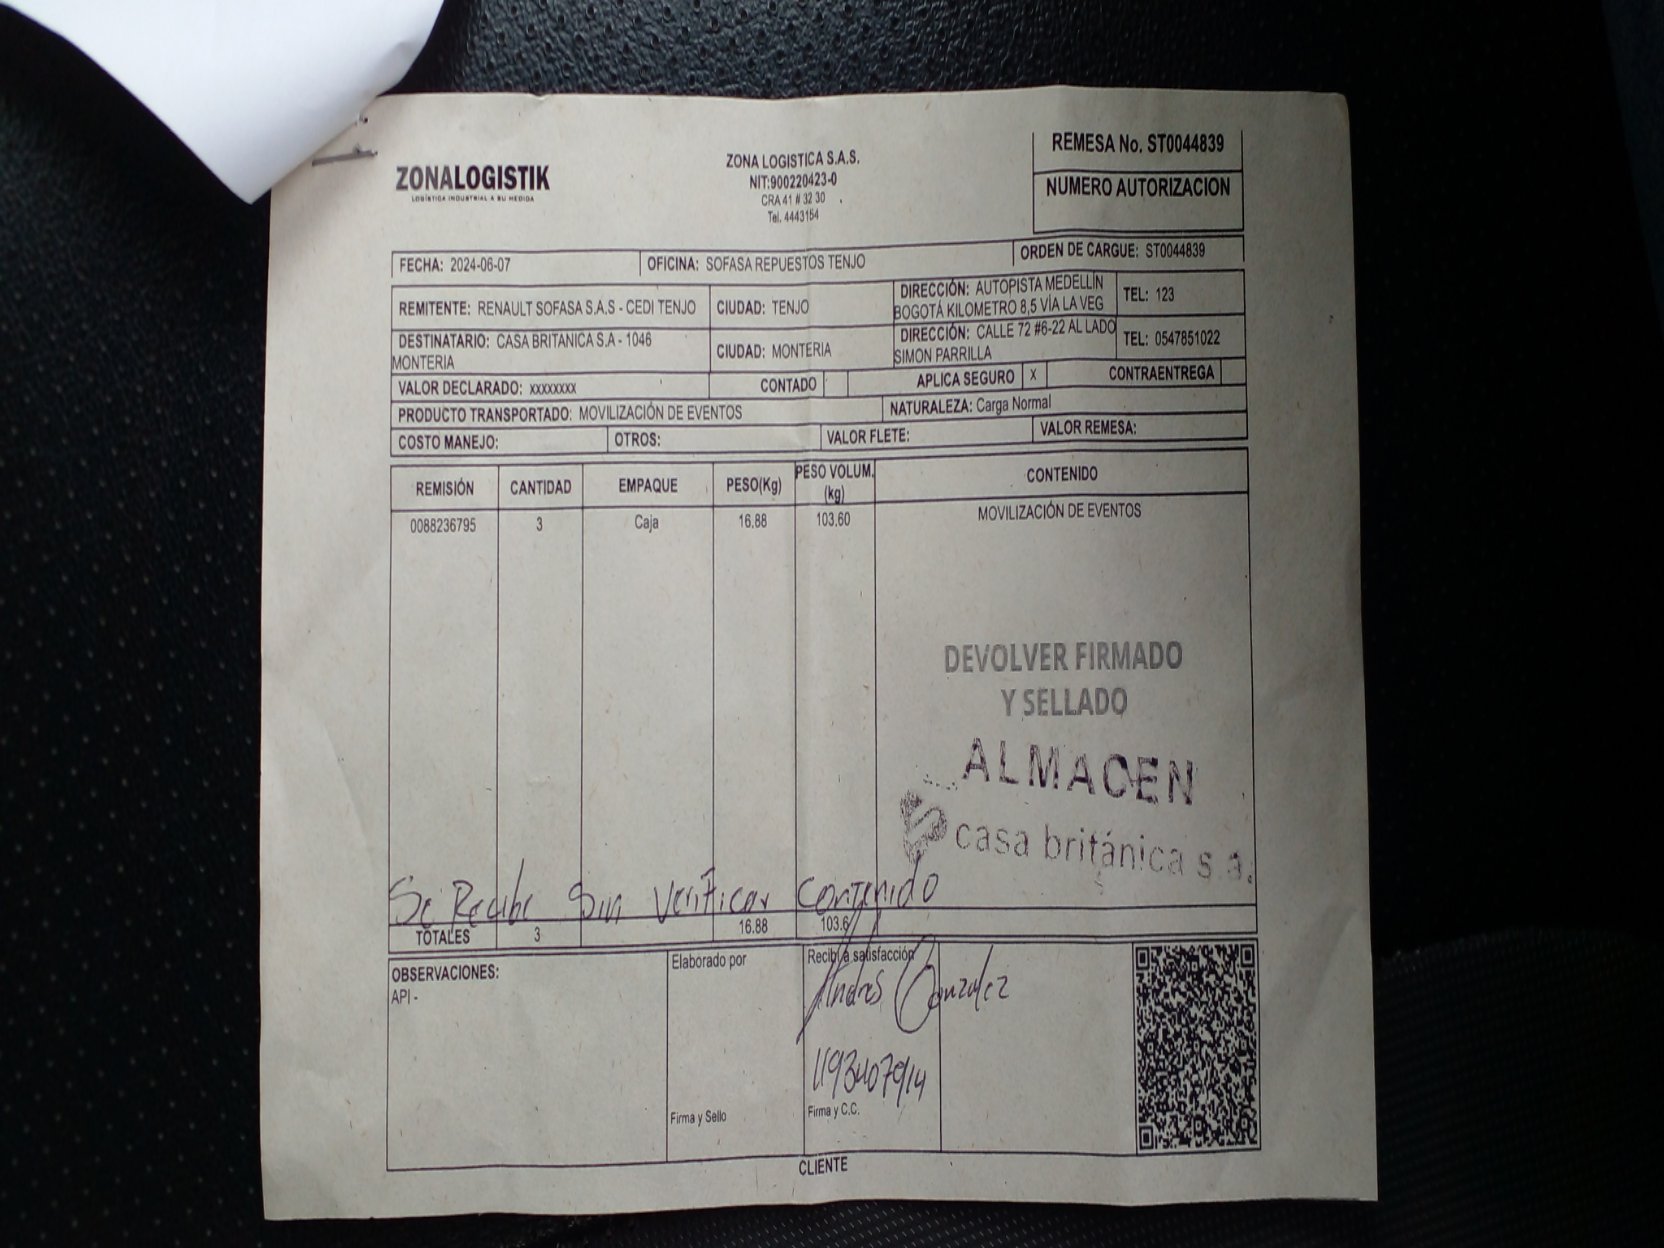 ZONALOGISTIK
LOGÍSTICA INDUSTRIAL A SU MEDIDA
ZONA LOGISTICA S.A.S.
NIT:900220423-0
CRA 41 # 32 30
Tel. 4443154
REMESA No. ST0044839
NUMERO AUTORIZACION
FECHA: 2024-06-07 OFICINA: SOFASA REPUESTOS TENJO ORDEN DE CARGUE: ST0044839
REMITENTE: RENAULT SOFASA S.A.S - CEDI TENJO CIUDAD: TENJO
DIRECCIÓN: AUTOPISTA MEDELLÍN
BOGOTÁ KILOMETRO 8,5 VÍA LA VEG
TEL: 123
DESTINATARIO: CASA BRITANICA S.A - 1046
MONTERIA
CIUDAD: MONTERIA
DIRECCIÓN: CALLE 72 #6-22 AL LADO
SIMON PARRILLA
TEL: 0547851022
VALOR DECLARADO: xxxxxxxx CONTADO APLICA SEGURO X CONTRAENTREGA
PRODUCTO TRANSPORTADO: MOVILIZACIÓN DE EVENTOS NATURALEZA: Carga Normal
COSTO MANEJO: OTROS: VALOR FLETE: VALOR REMESA:
REMISIÓN CANTIDAD EMPAQUE PESO(Kg) PESO VOLUM.
(kg)
CONTENIDO
0088236795 3 Caja 16.88 103.60 MOVILIZACIÓN DE EVENTOS
DEVOLVER FIRMADO
Y SELLADO
ALMACEN
casa británica s.a.
Se Recibe Sin Verificar Contenido
TOTALES 3 16.88 103.6
OBSERVACIONES:
API -
Elaborado por
Firma y Sello
Recibí a satisfacción
Andres Gonzalez
1193407914
Firma y C.C.
CLIENTE